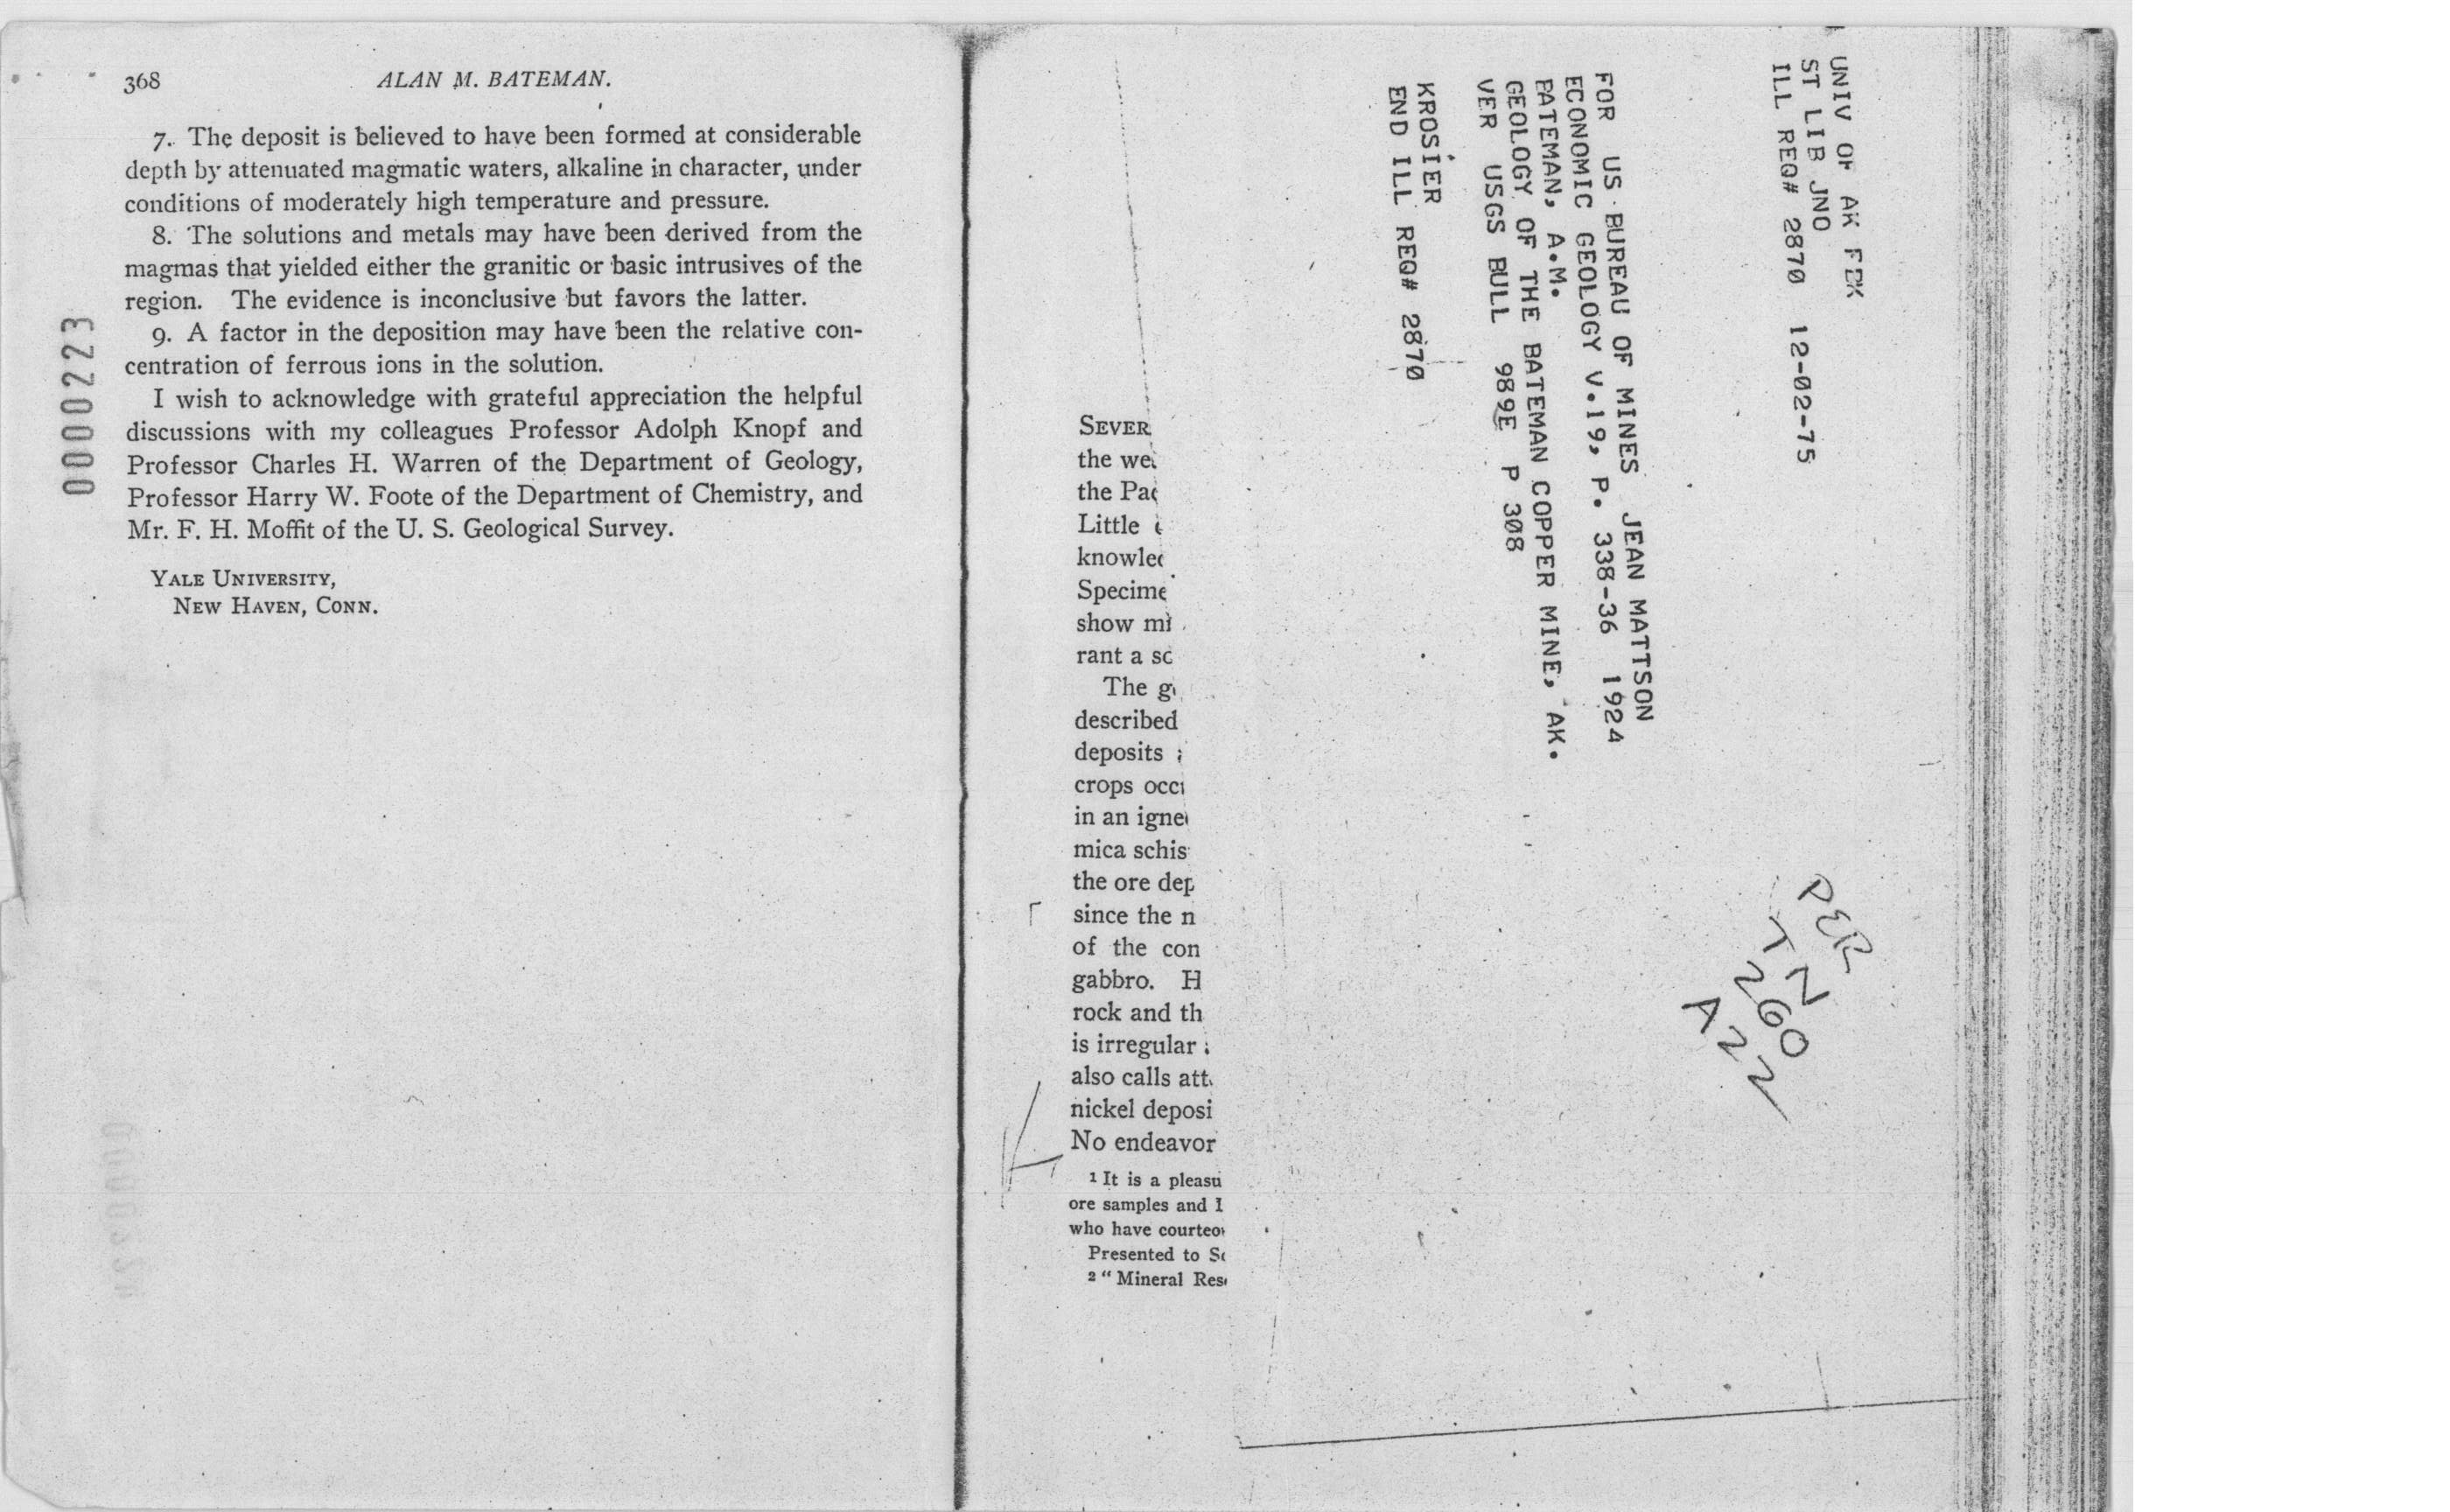 368 ALAN M. BATEMAN.
7. The deposit is believed to have been formed at considerable
depth by attenuated magmatic waters, alkaline in character, under
conditions of moderately high temperature and pressure.
8. The solutions and metals may have been derived from the
magmas that yielded either the granitic or basic intrusives of the
region. The evidence is inconclusive but favors the latter.
9. A factor in the deposition may have been the relative con-
centration of ferrous ions in the solution.
I wish to acknowledge with grateful appreciation the helpful
discussions with my colleagues Professor Adolph Knopf and
Professor Charles H. Warren of the Department of Geology,
Professor Harry W. Foote of the Department of Chemistry, and
Mr. F. H. Moffit of the U. S. Geological Survey.
YALE UNIVERSITY,
NEW HAVEN, CONN.
0000223
SEVER
the we
the Pac
Little
knowled
Specime
show mi
rant a sc
The g
described
deposits
crops occ
in an igne
mica schis
the ore dep
since the n
of the con
gabbro. H
rock and th
is irregular
also calls att
nickel deposi
No endeavor
1 It is a pleasu
ore samples and I
who have courteo
Presented to S
2 " Mineral Res
UNIV OF AK FBK
ST LIB JNO
ILL REQ# 2870 12-02-75
FOR US BUREAU OF MINES JEAN MATTSON
ECONOMIC GEOLOGY V.19, P. 338-36 1924
PATEMAN, A.M.
GEOLOGY OF THE BATEMAN COPPER MINE, AK.
VER USGS BULL 989E P 308
KROSIER
END ILL REQ# 2870
PER
TN
260
A22